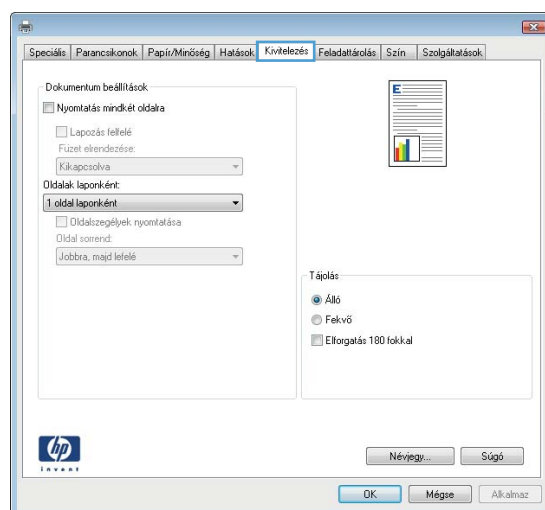 Speciális Parancsikonok Papír/Minőség Hatások Kivitelezés Feladattárolás Szín Szolgáltatások
Dokumentum beállítások
Nyomtatás mindkét oldalra
Lapozás felfelé
Füzet elrendezése:
Kikapcsolva
Oldalak laponként:
1 oldal laponként
Oldalszegélyek nyomtatása
Oldal sorrend:
Jobbra, majd lefelé
E
Tájolás
Álló
Fekvő
Elforgatás 180 fokkal
hp
invent
Névjegy... Súgó
OK Mégse Alkalmaz